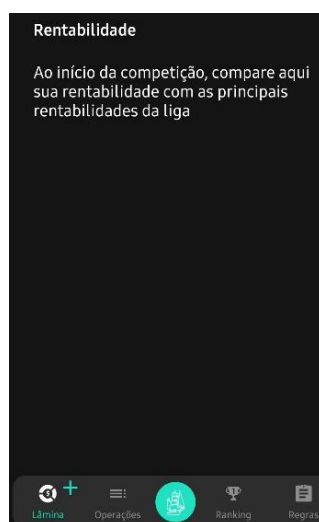 Rentabilidade
Ao início da competição, compare aqui
sua rentabilidade com as principais
rentabilidades da liga
Lâmina Operações Ranking Regras